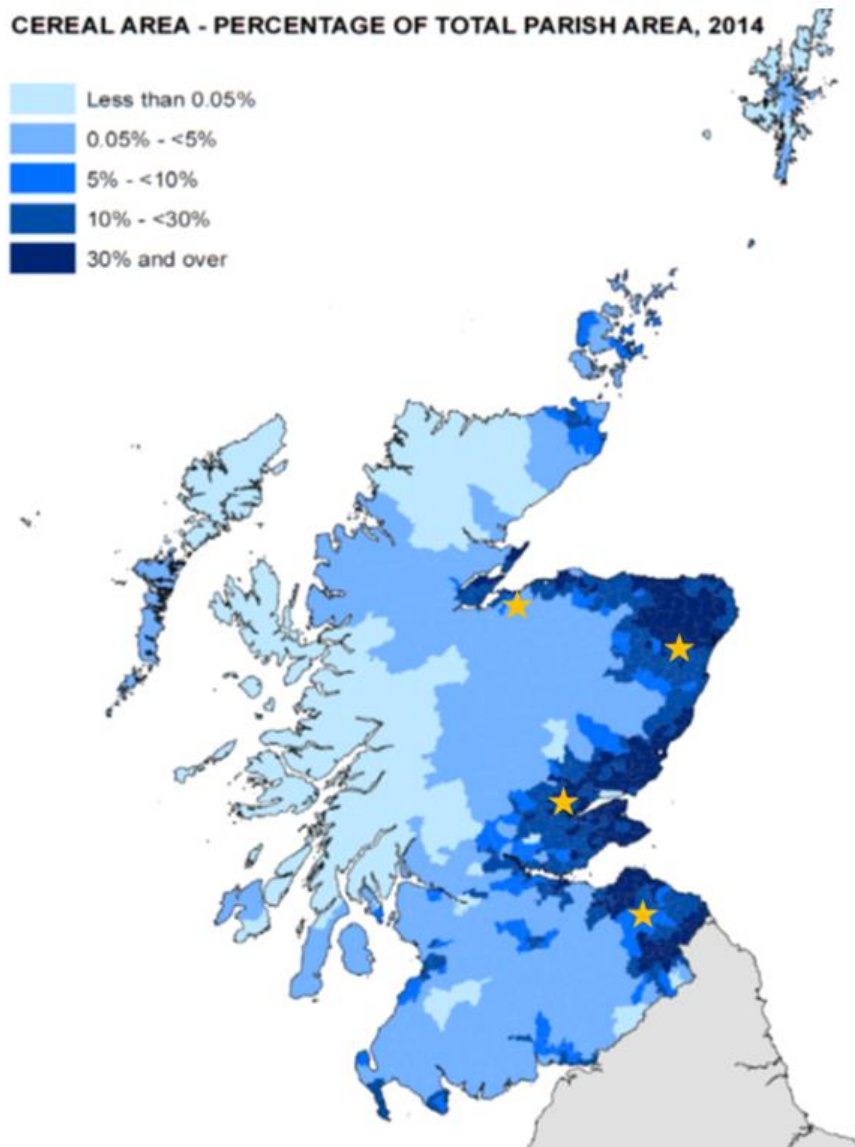 CEREAL AREA - PERCENTAGE OF TOTAL PARISH AREA, 2014
Less than 0.05%
0.05% - <5%
5% - <10%
10% - <30%
30% and over